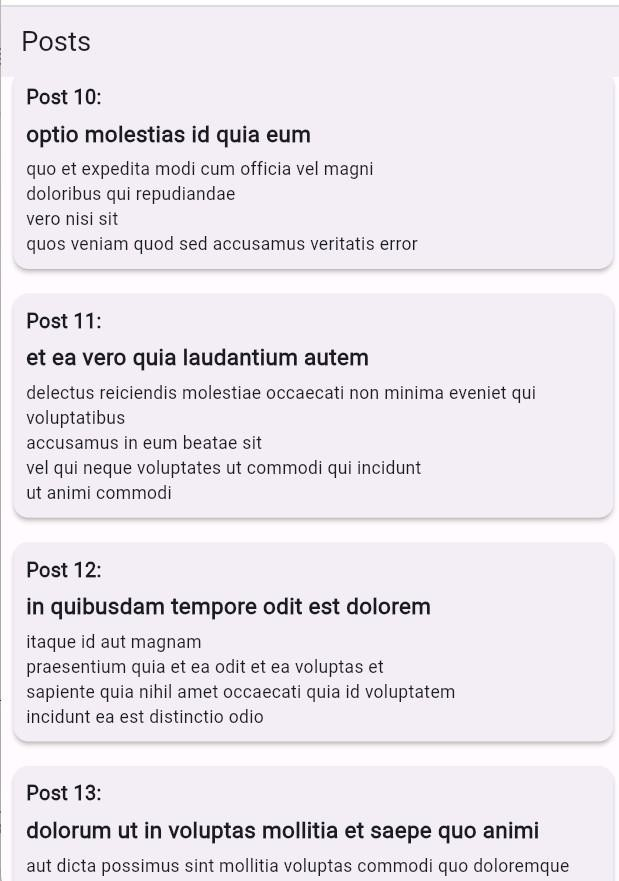 Posts
Post 10:
optio molestias id quia eum
quo et expedita modi cum officia vel magni
doloribus qui repudiandae
vero nisi sit
quos veniam quod sed accusamus veritatis error
Post 11:
et ea vero quia laudantium autem
delectus reiciendis molestiae occaecati non minima eveniet qui
voluptatibus
accusamus in eum beatae sit
vel qui neque voluptates ut commodi qui incidunt
ut animi commodi
Post 12:
in quibusdam tempore odit est dolorem
itaque id aut magnam
praesentium quia et ea odit et ea voluptas et
sapiente quia nihil amet occaecati quia id voluptatem
incidunt ea est distinctio odio
Post 13:
dolorum ut in voluptas mollitia et saepe quo animi
aut dicta possimus sint mollitia voluptas commodi quo doloremque